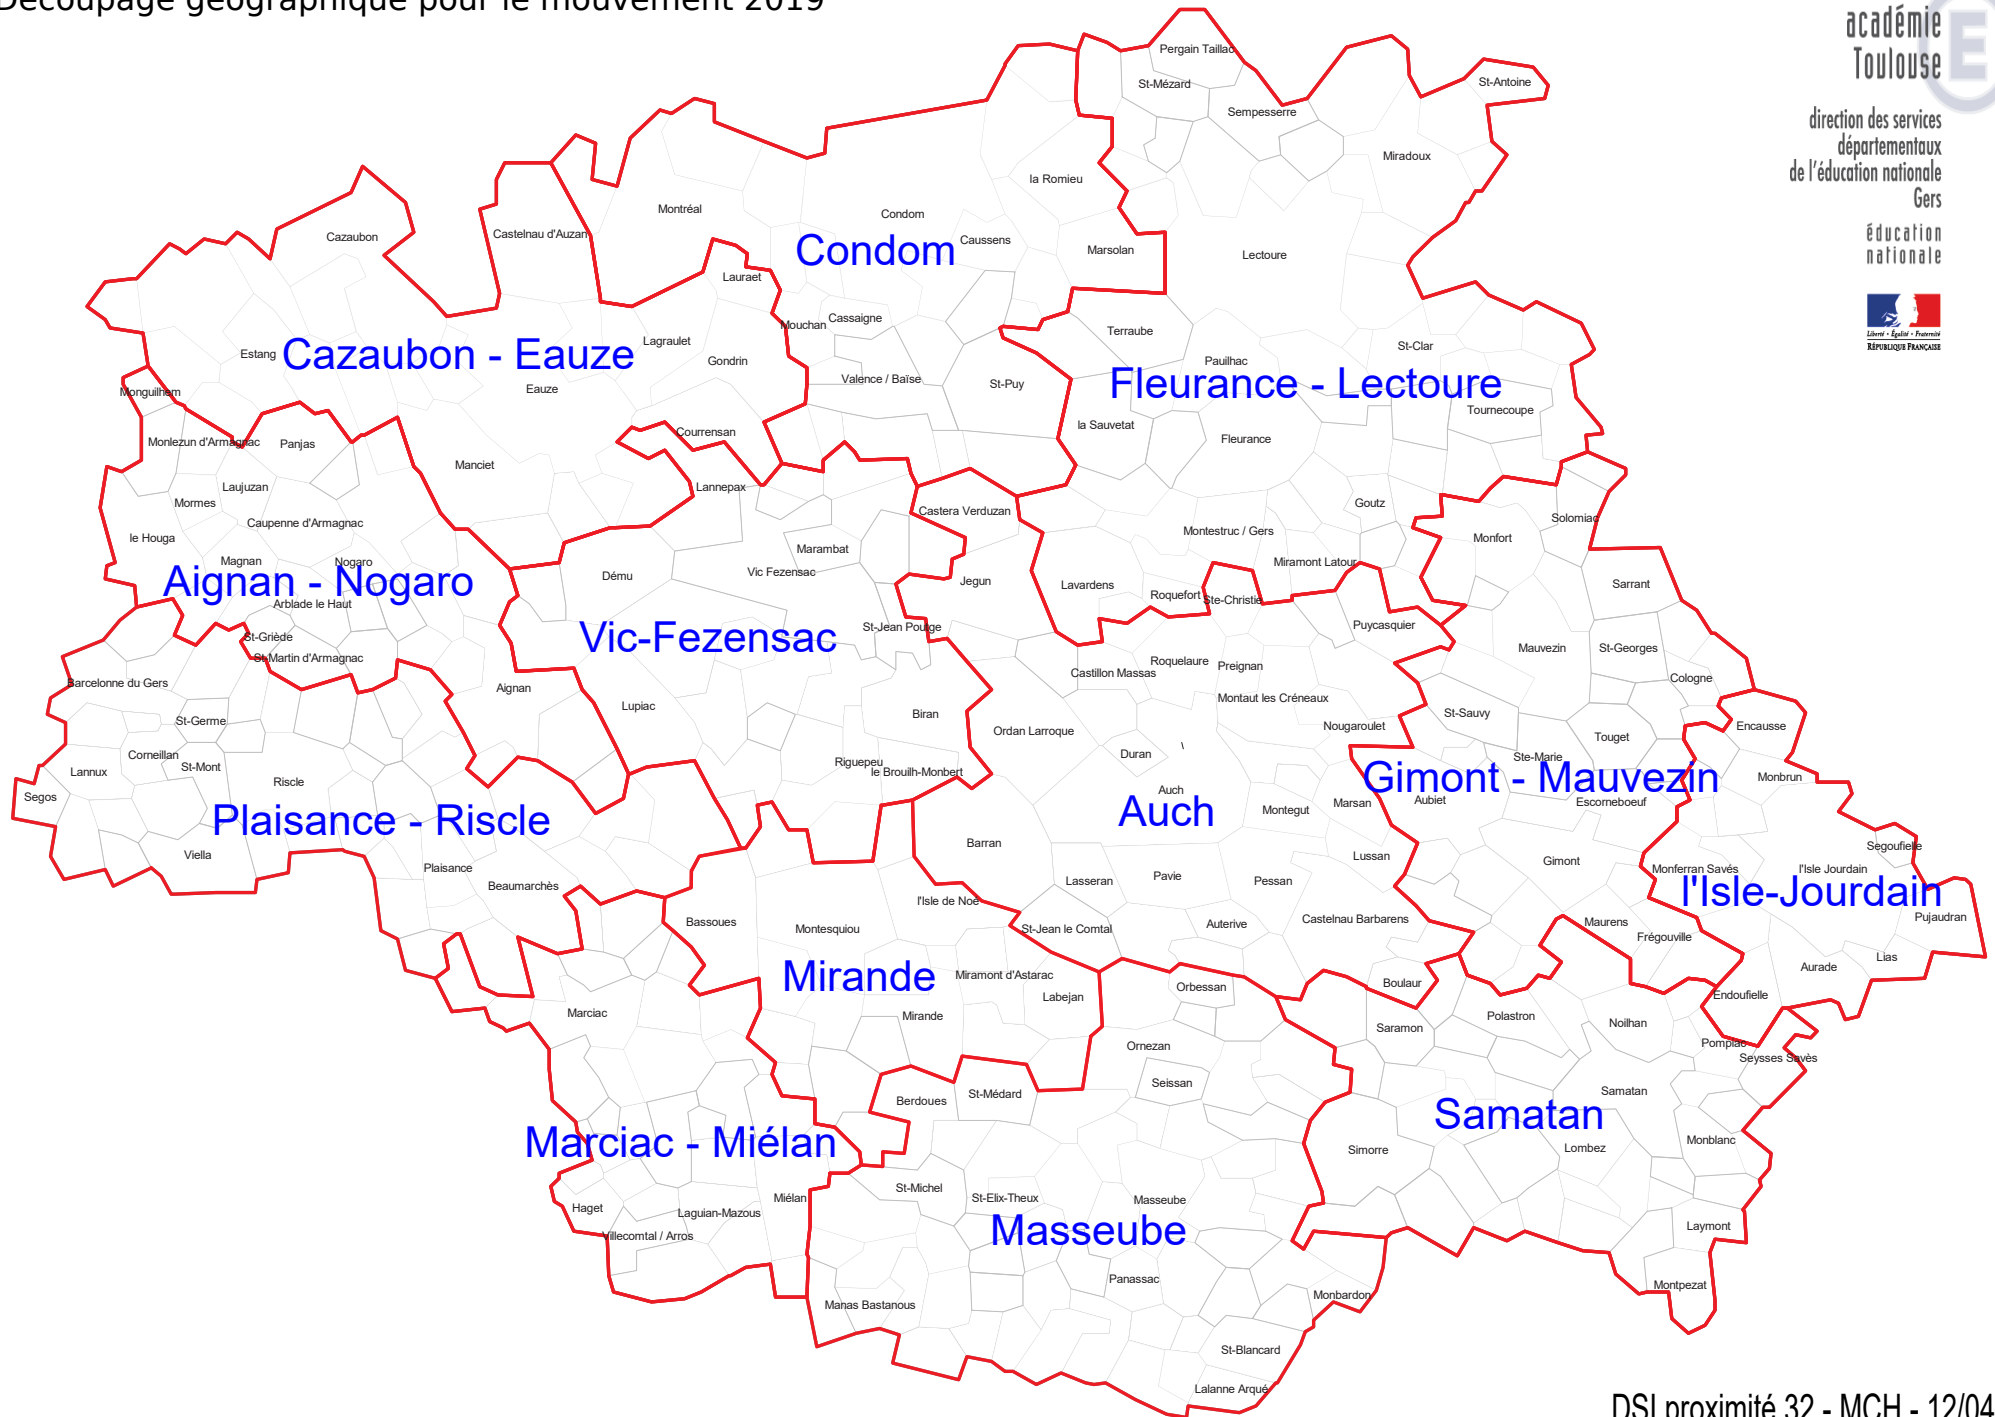 Découpage géographique pour le mouvement 2019
académie
Toulouse
direction des services
départementaux
de l'éducation nationale
Gers
éducation
nationale
Liberté • Égalité • Fraternité
RÉPUBLIQUE FRANÇAISE
Pergain Taillac
St-Mézard
St-Antoine
Sempesserre
Miradoux
la Romieu
Montréal
Condom
Cazaubon
Castelnau d'Auzan
Caussens
Condom
Marsolan
Lectoure
Lauraet
Mouchan
Cassaigne
Terraube
Lagraulet
St-Clar
Estang
Cazaubon - Eauze
Gondrin
Pauilhac
Eauze
Valence / Baïse
St-Puy
Fleurance - Lectoure
Monguilhem
Tournecoupe
la Sauvetat
Courrensan
Fleurance
Monlezun d'Armagnac
Panjas
Manciet
Laujuzan
Lannepax
Mormes
Goutz
Castera Verduzan
Solomiac
Caupenne d'Armagnac
Montestruc / Gers
le Houga
Monfort
Marambat
Magnan
Nogaro
Miramont Latour
Vic Fezensac
Aignan - Nogaro
Dému
Jegun
Lavardens
Sarrant
Roquefort
Ste-Christie
Arblade le Haut
St-Jean Poutge
Puycasquier
St-Griède
Vic-Fezensac
Mauvezin
St-Georges
St-Martin d'Armagnac
Roquelaure
Preignan
Castillon Massas
Cologne
Barcelonne du Gers
Aignan
Montaut les Créneaux
Lupiac
Biran
St-Sauvy
St-Germe
Nougaroulet
Encausse
Ordan Larroque
Touget
Corneillan
Duran
\
Ste-Marie
St-Mont
Riguepeu
le Brouilh-Monbert
Lannux
Riscle
Gimont - Mauvezin
Monbrun
Segos
Auch
Aubiet
Escorneboeuf
Marsan
Montegut
Auch
Plaisance - Riscle
Barran
Segoufielle
Viella
Lussan
Gimont
Plaisance
Monferran Savés
l'Isle Jourdain
Beaumarchès
Lasseran
Pavie
Pessan
l'Isle-Jourdain
l'Isle de Noé
Bassoues
Montesquiou
St-Jean le Comtal
Auterive
Castelnau Barbarens
Maurens
Pujaudran
Frégouville
Lias
Aurade
Mirande
Miramont d'Astarac
Boulaur
Orbessan
Labejan
Endoufielle
Marciac
Mirande
Polastron
Noilhan
Saramon
Ornezan
Pompiac
Seysses Savès
Seissan
Samatan
Berdoues
St-Médard
Samatan
Marciac - Miélan
Simorre
Lombez
Monblanc
St-Michel
St-Elix-Theux
Masseube
Miélan
Haget
Laguian-Mazous
Laymont
Villecomtal / Arros
Masseube
Panassac
Montpezat
Monbardon
Manas Bastanous
St-Blancard
Lalanne Arqué
DSI proximité 32 - MCH - 12/04